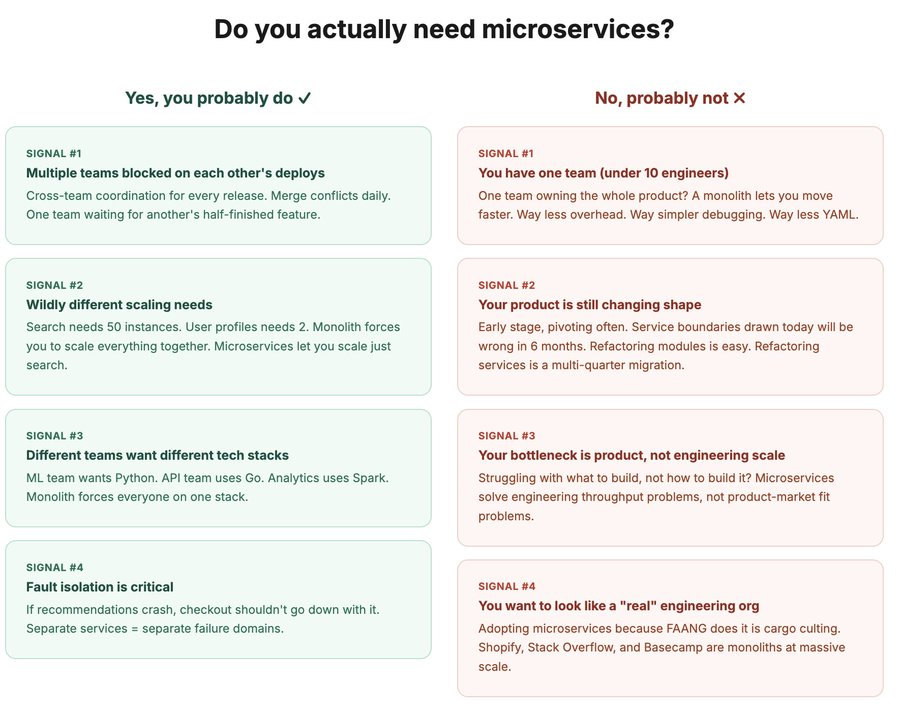 Do you actually need microservices?
Yes, you probably do ✓
SIGNAL #1
Multiple teams blocked on each other's deploys
Cross-team coordination for every release. Merge conflicts daily.
One team waiting for another's half-finished feature.
SIGNAL #2
Wildly different scaling needs
Search needs 50 instances. User profiles needs 2. Monolith forces
you to scale everything together. Microservices let you scale just
search.
SIGNAL #3
Different teams want different tech stacks
ML team wants Python. API team uses Go. Analytics uses Spark.
Monolith forces everyone on one stack.
SIGNAL #4
Fault isolation is critical
If recommendations crash, checkout shouldn't go down with it.
Separate services = separate failure domains.
No, probably not ✕
SIGNAL #1
You have one team (under 10 engineers)
One team owning the whole product? A monolith lets you move
faster. Way less overhead. Way simpler debugging. Way less YAML.
SIGNAL #2
Your product is still changing shape
Early stage, pivoting often. Service boundaries drawn today will be
wrong in 6 months. Refactoring modules is easy. Refactoring
services is a multi-quarter migration.
SIGNAL #3
Your bottleneck is product, not engineering scale
Struggling with what to build, not how to build it? Microservices
solve engineering throughput problems, not product-market fit
problems.
SIGNAL #4
You want to look like a "real" engineering org
Adopting microservices because FAANG does it is cargo culting.
Shopify, Stack Overflow, and Basecamp are monoliths at massive
scale.